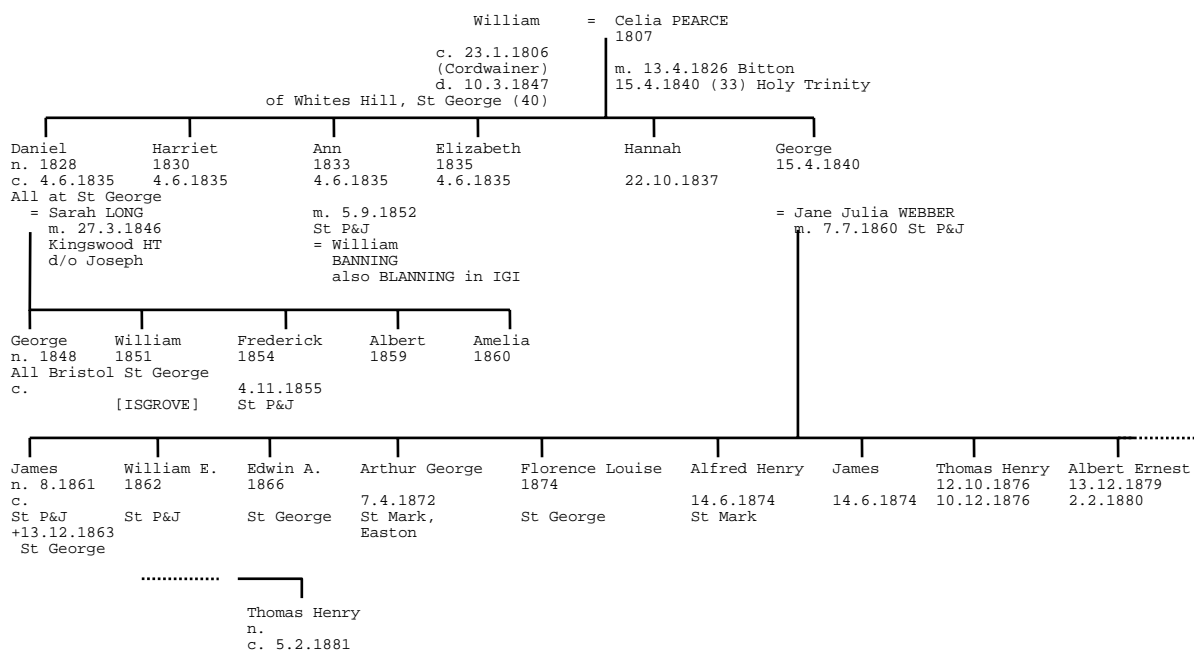 William = Celia PEARCE
1807
c. 23.1.1806
(Cordwainer) m. 13.4.1826 Bitton
d. 10.3.1847 15.4.1840 (33) Holy Trinity
of Whites Hill, St George (40)
Daniel Harriet Ann Elizabeth Hannah George
n. 1828 1830 1833 1835 15.4.1840
c. 4.6.1835 4.6.1835 4.6.1835 4.6.1835 22.10.1837
All at St George
= Sarah LONG m. 5.9.1852 = Jane Julia WEBBER
m. 27.3.1846 St P&J m. 7.7.1860 St P&J
Kingswood HT = William
d/o Joseph BANNING
also BLANNING in IGI
George William Frederick Albert Amelia
n. 1848 1851 1854 1859 1860
All Bristol St George
c. 4.11.1855
[ISGROVE] St P&J
James William E. Edwin A. Arthur George Florence Louise Alfred Henry James Thomas Henry Albert Ernest
n. 8.1861 1862 1866 1874 12.10.1876 13.12.1879
c. 7.4.1872 14.6.1874 14.6.1874 10.12.1876 2.2.1880
St P&J St P&J St George St Mark, St George St Mark
+13.12.1863 Easton
St George
Thomas Henry
n.
c. 5.2.1881